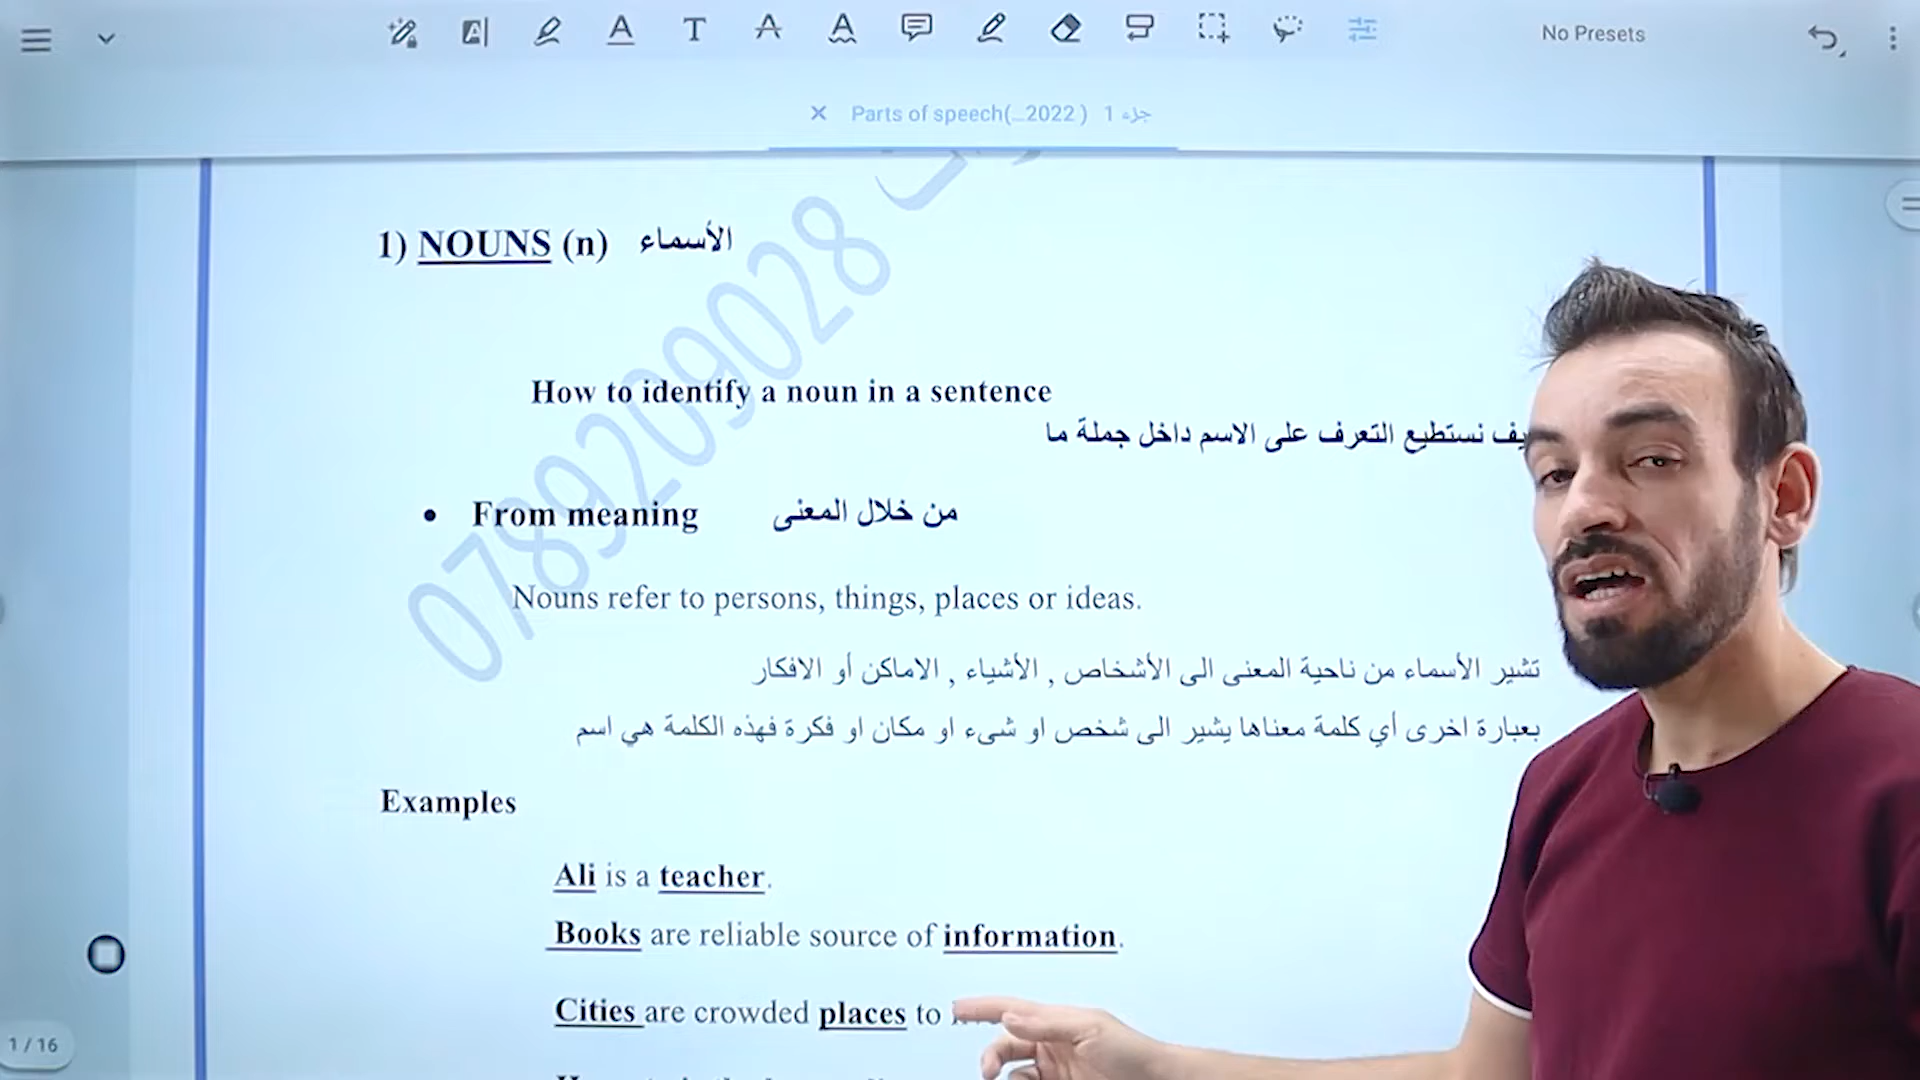 No Presets
Parts of speech(...2022 ) جزء 1
1) NOUNS (n) الأسماء
0789209028
How to identify a noun in a sentence
نستطيع التعرف على الاسم داخل جملة ما
• From meaning من خلال المعنى
Nouns refer to persons, things, places or ideas.
تشير الأسماء من ناحية المعنى الى الأشخاص , الأشياء , الاماكن أو الافكار
بعبارة اخرى أي كلمة معناها يشير الى شخص او شىء او مكان او فكرة فهذه الكلمة هي اسم
Examples
Ali is a teacher.
Books are reliable source of information.
Cities are crowded places to
1 / 16